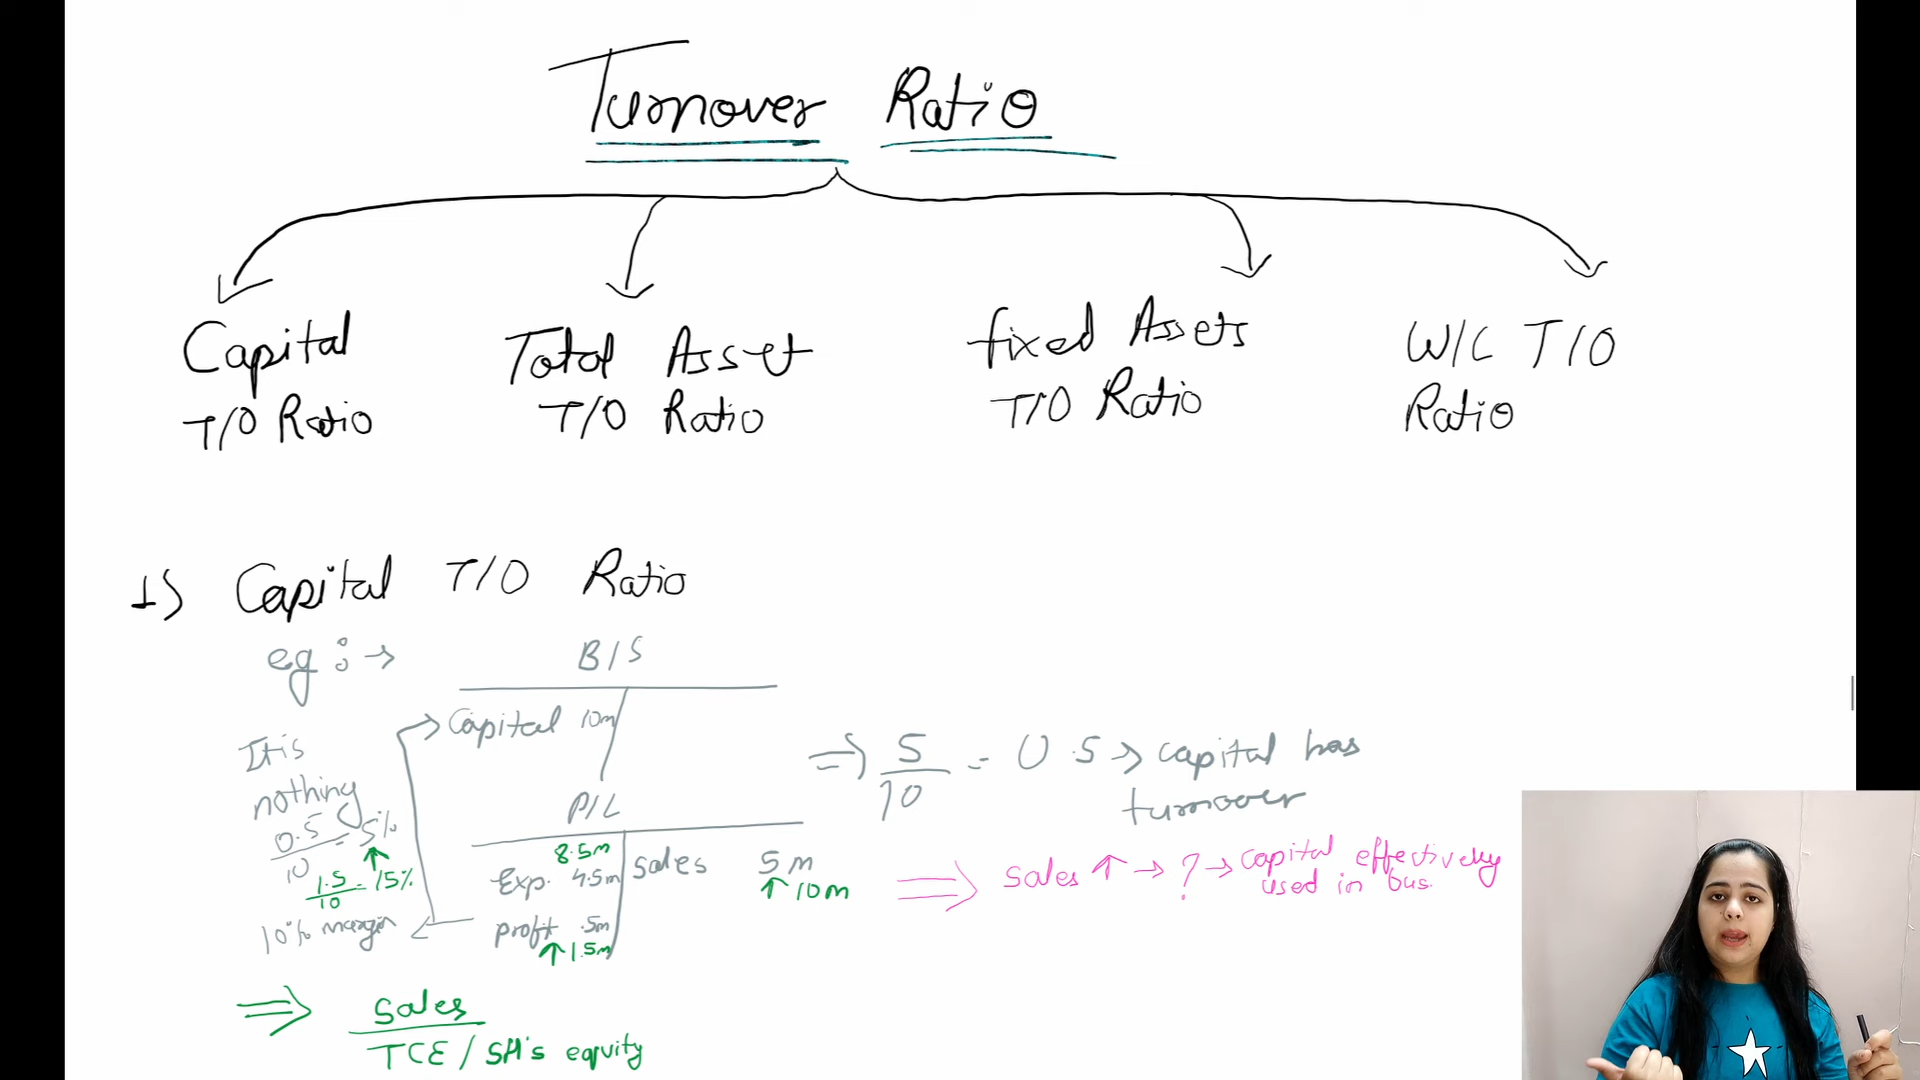 Turnover Ratio
Capital
T/O Ratio
Total Asset
T/O Ratio
fixed Assets
T/O Ratio
W/C T/O
Ratio
1) Capital T/O Ratio
eg :→
B/S
Capital 10m
It is
nothing
0.5/10 = 5%
↑
1.5/10 = 15%
10% margin
P/L
8.5m
Exp. 4.5m
sales 5m
↑10m
profit .5m
↑1.5m
⇒ 5/10 = 0.5 → capital has
turnover
⇒ sales ↑ → ? → capital effectively
used in bus.
⇒ sales
TCE / SH's equity